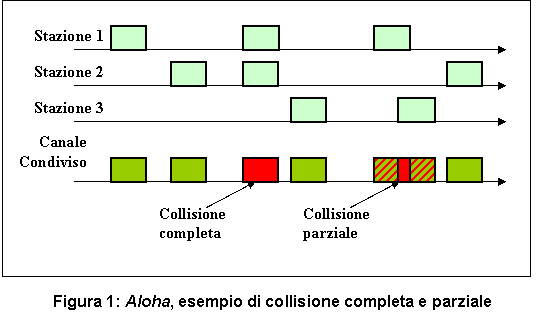 Stazione 1
Stazione 2
Stazione 3
Canale
Condiviso
Collisione
completa
Collisione
parziale
Figura 1: Aloha, esempio di collisione completa e parziale